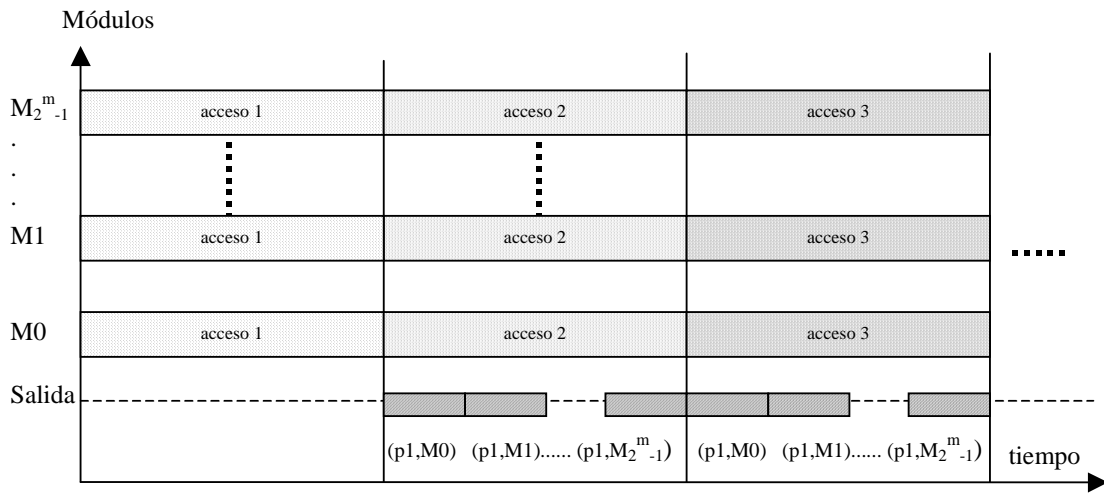 Módulos
M₂ᵐ₋₁ acceso 1 acceso 2 acceso 3
.
.
.
M1 acceso 1 acceso 2 acceso 3
M0 acceso 1 acceso 2 acceso 3
Salida
(p1,M0) (p1,M1)...... (p1,M₂ᵐ₋₁) (p1,M0) (p1,M1)...... (p1,M₂ᵐ₋₁) tiempo